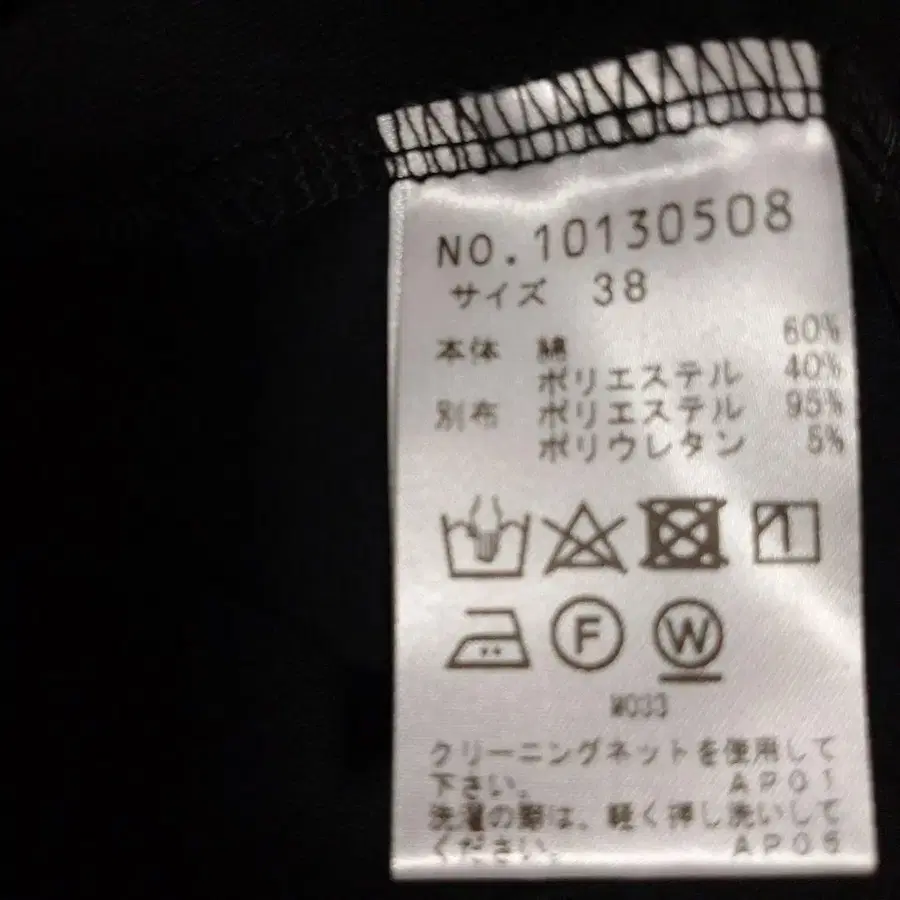 NO.10130508
サイズ 38
本体 綿 60%
ポリエステル 40%
別布 ポリエステル 95%
ポリウレタン 5%
F W
W033
クリーニングネットを使用して
下さい。 AP01
洗濯の際は、軽く押し洗いして
ください。 AP06